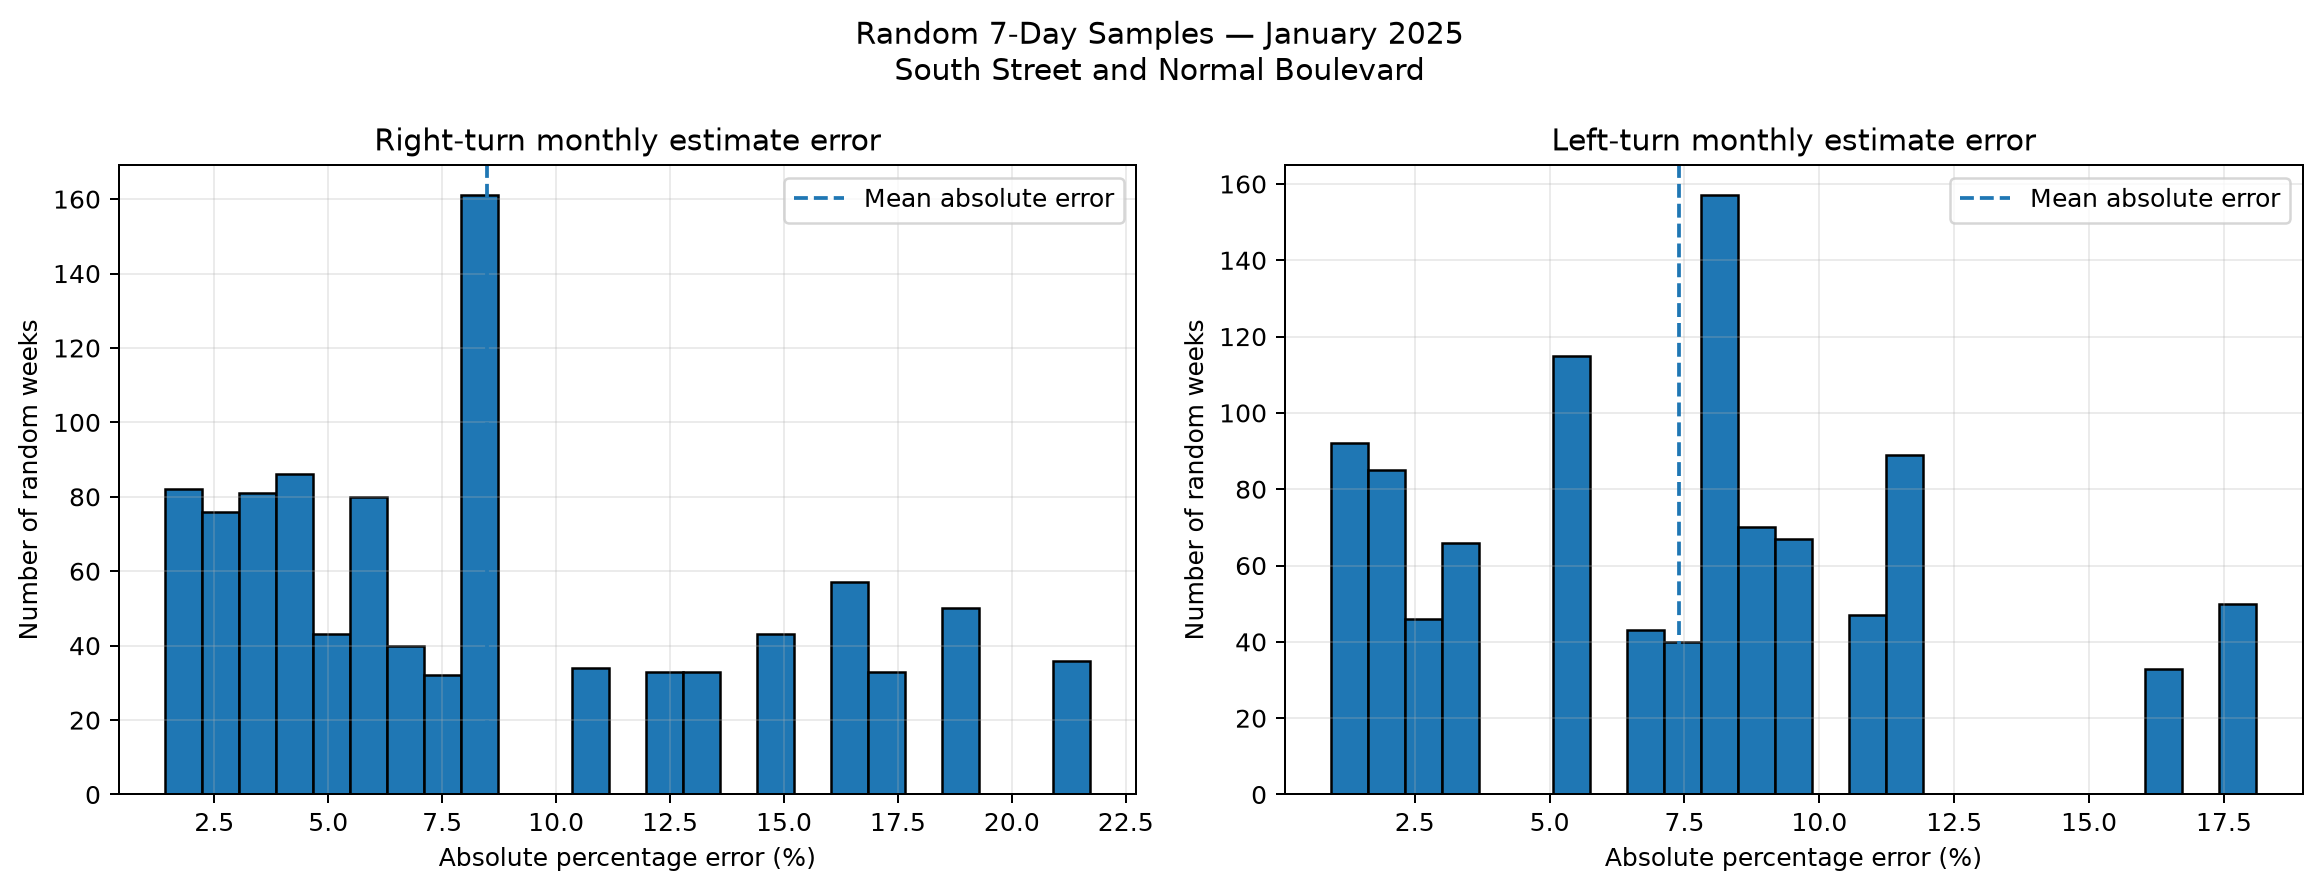 Random 7-Day Samples — January 2025
South Street and Normal Boulevard
Right-turn monthly estimate error
Mean absolute error
Number of random weeks
160
140
120
100
80
60
40
20
0
2.5 5.0 7.5 10.0 12.5 15.0 17.5 20.0 22.5
Absolute percentage error (%)
Left-turn monthly estimate error
Mean absolute error
Number of random weeks
160
140
120
100
80
60
40
20
0
2.5 5.0 7.5 10.0 12.5 15.0 17.5
Absolute percentage error (%)